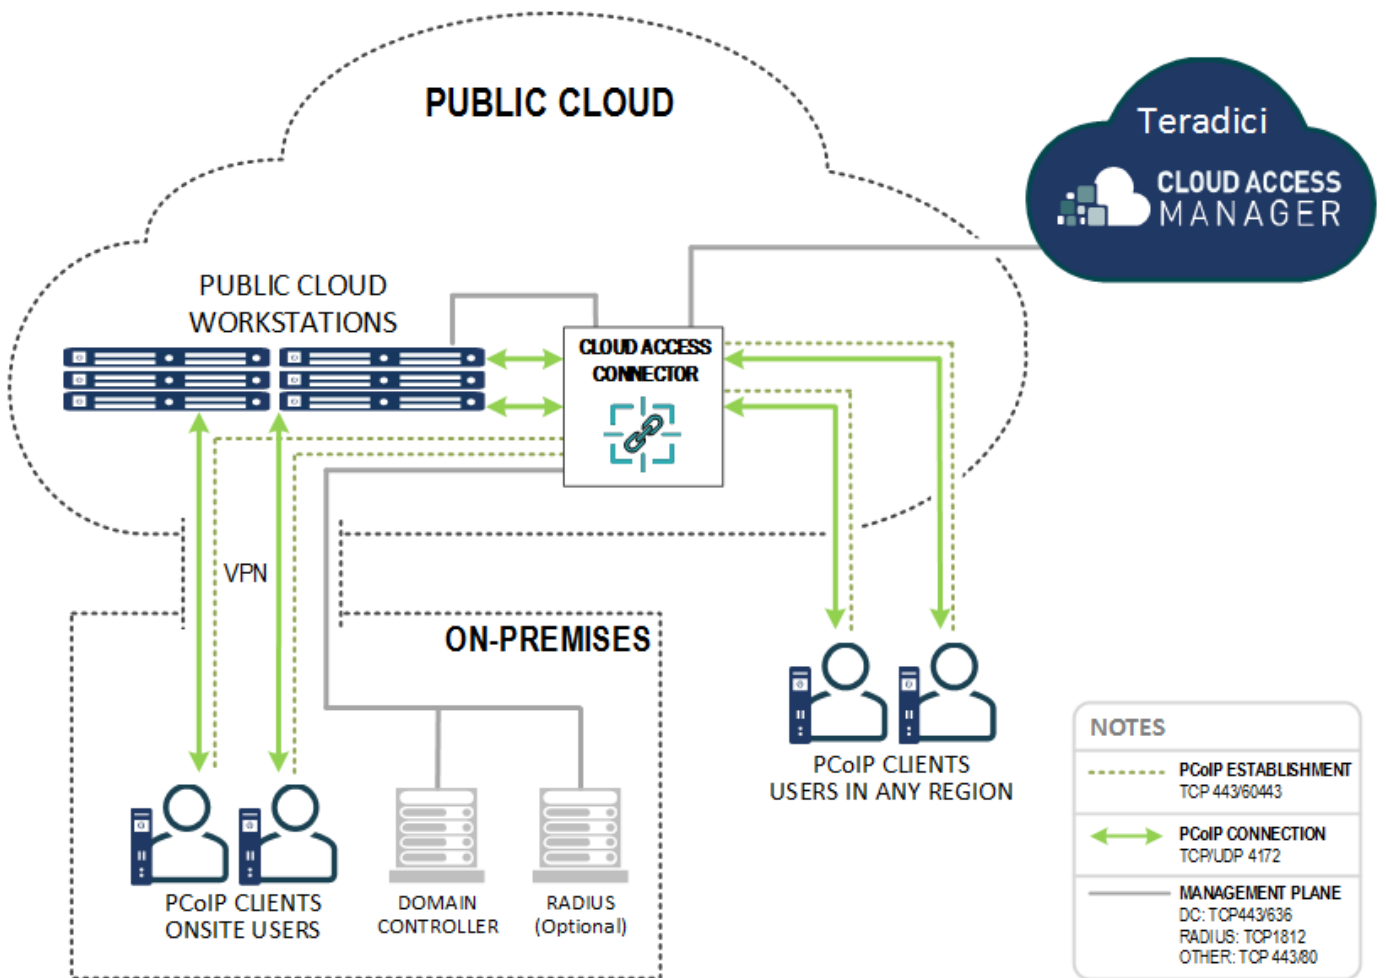 PUBLIC CLOUD
Teradici
CLOUD ACCESS
MANAGER
PUBLIC CLOUD
WORKSTATIONS
CLOUD ACCESS
CONNECTOR
VPN
ON-PREMISES
PCoIP CLIENTS
USERS IN ANY REGION
PCoIP CLIENTS
ONSITE USERS
DOMAIN
CONTROLLER
RADIUS
(Optional)
NOTES
PCoIP ESTABLISHMENT
TCP 443/60443
PCoIP CONNECTION
TCP/UDP 4172
MANAGEMENT PLANE
DC: TCP443/636
RADIUS: TCP1812
OTHER: TCP 443/80